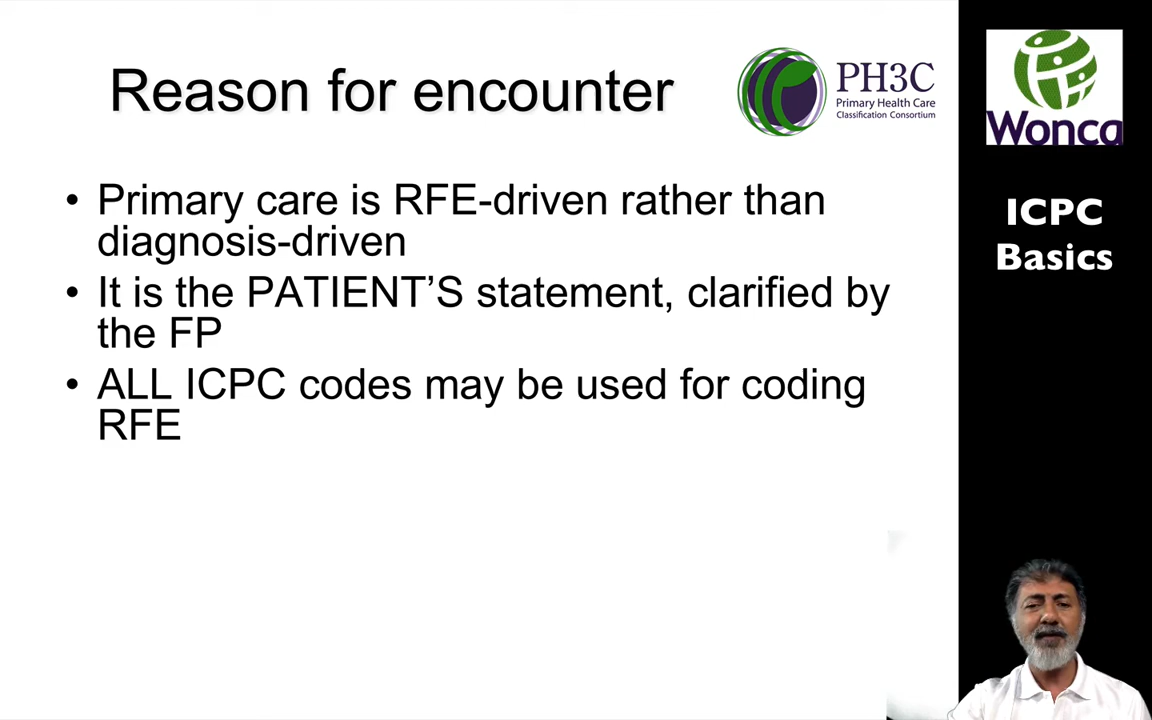 Reason for encounter
PH3C
Primary Health Care
Classification Consortium
• Primary care is RFE-driven rather than
diagnosis-driven
• It is the PATIENT’S statement, clarified by
the FP
• ALL ICPC codes may be used for coding
RFE
Wonca
ICPC
Basics